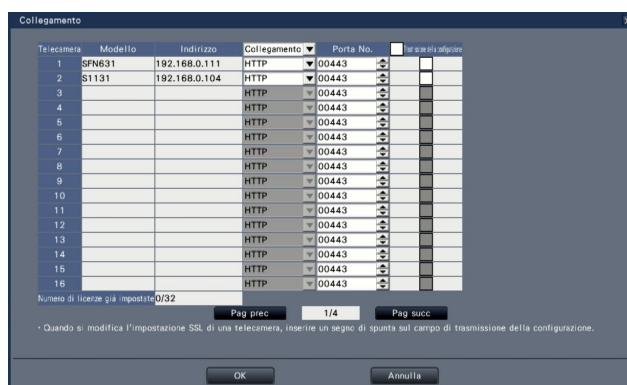 Collegamento
Telecamera Modello Indirizzo Collegamento Porta No. Trasmissione della configurazione
1 SFN631 192.168.0.111 HTTP 00443
2 S1131 192.168.0.104 HTTP 00443
3 HTTP 00443
4 HTTP 00443
5 HTTP 00443
6 HTTP 00443
7 HTTP 00443
8 HTTP 00443
9 HTTP 00443
10 HTTP 00443
11 HTTP 00443
12 HTTP 00443
13 HTTP 00443
14 HTTP 00443
15 HTTP 00443
16 HTTP 00443
Numero di licenze già impostate 0/32
Pag prec 1/4 Pag succ
· Quando si modifica l'impostazione SSL di una telecamera, inserire un segno di spunta sul campo di trasmissione della configurazione.
OK Annulla